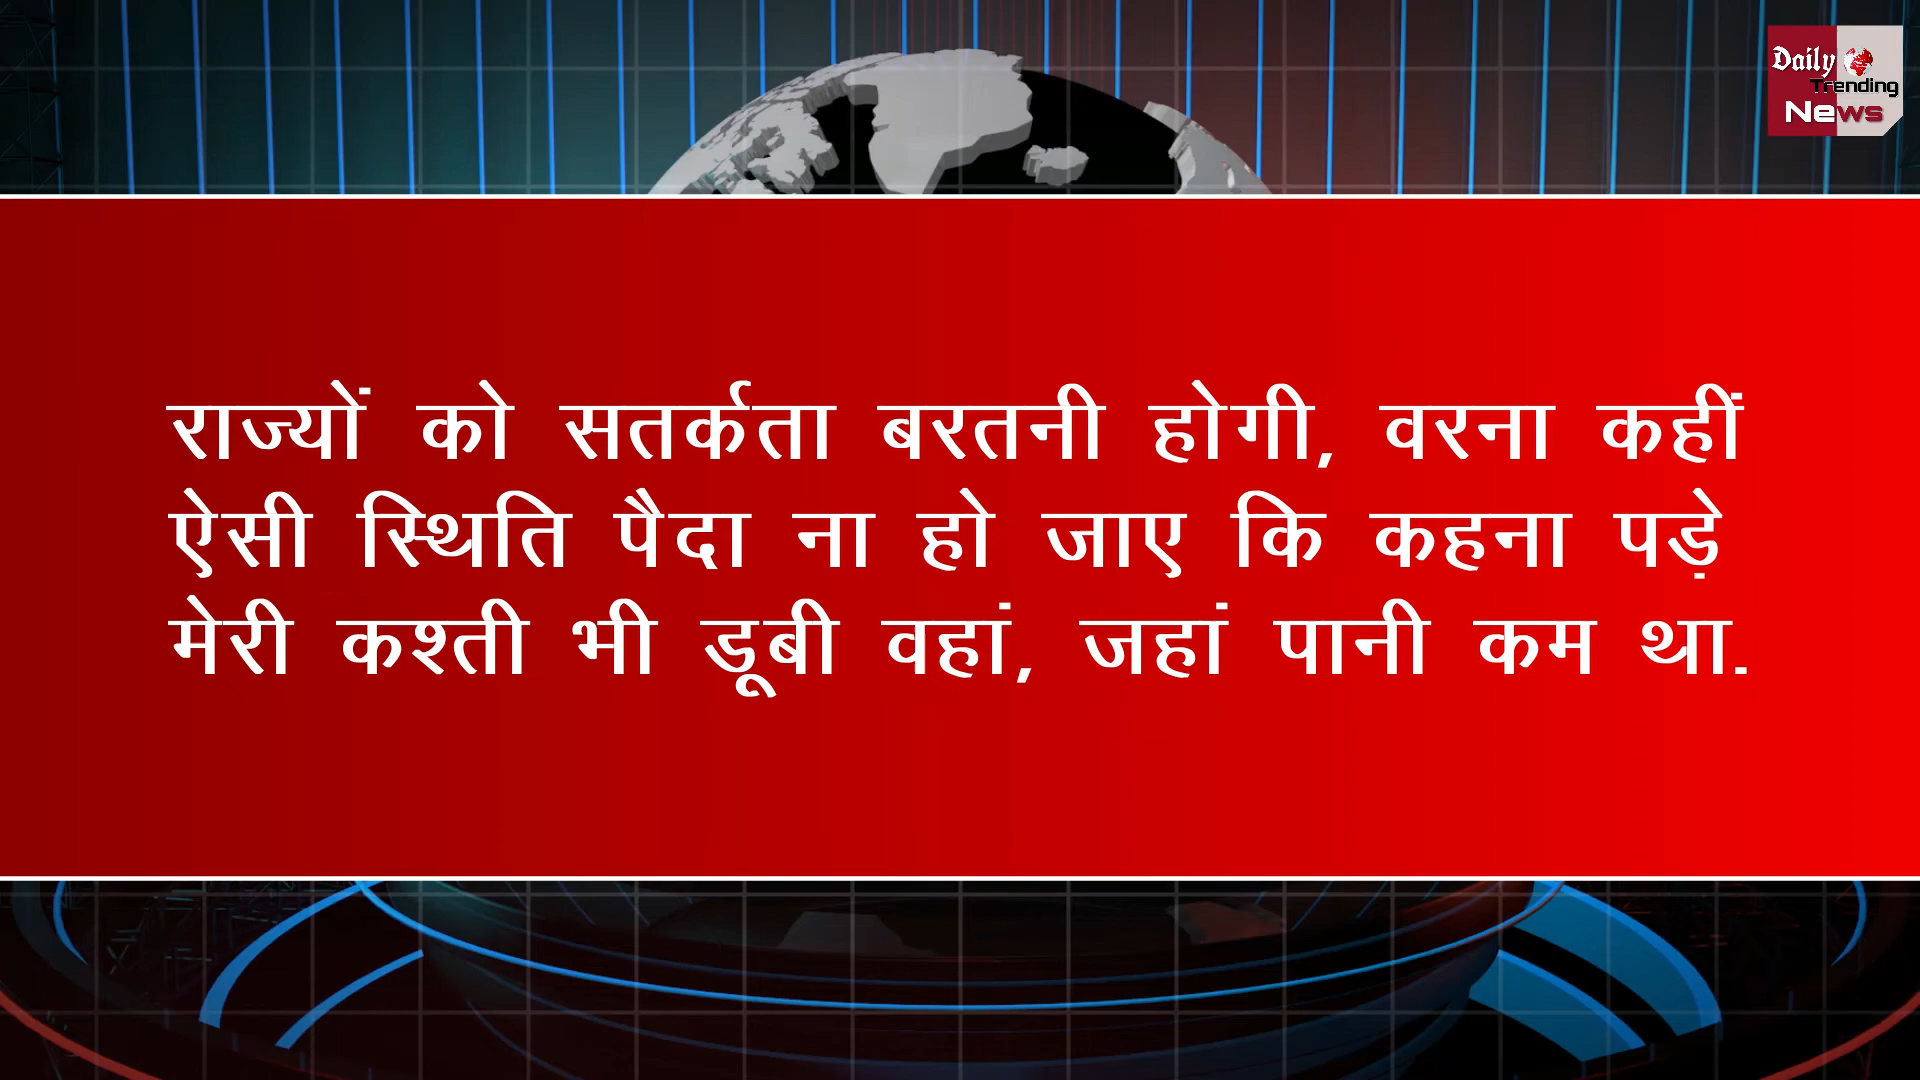 Daily
Trending
News
राज्यों को सतर्कता बरतनी होगी, वरना कहीं
ऐसी स्थिति पैदा ना हो जाए कि कहना पड़े
मेरी कश्ती भी डूबी वहां, जहां पानी कम था.